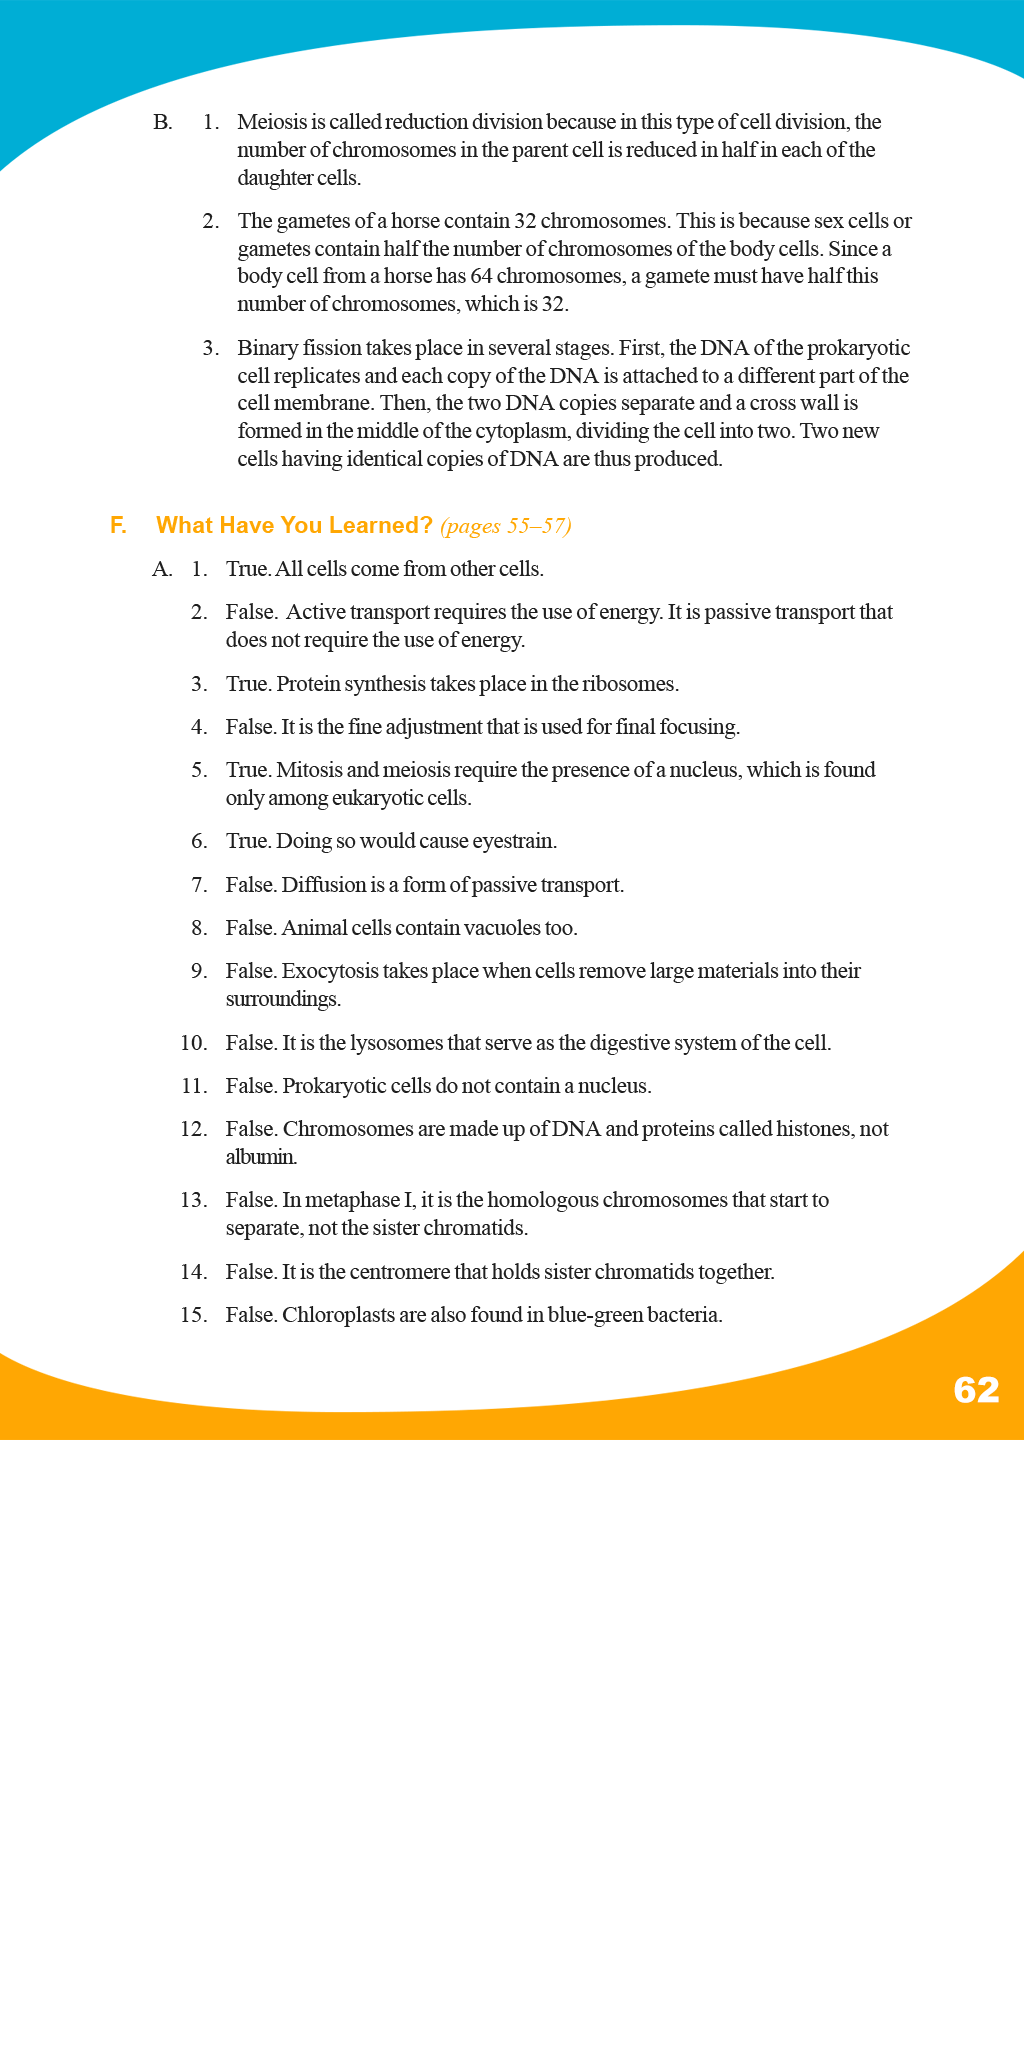 B. 1. Meiosis is called reduction division because in this type of cell division, the
number of chromosomes in the parent cell is reduced in half in each of the
daughter cells.
2. The gametes of a horse contain 32 chromosomes. This is because sex cells or
gametes contain half the number of chromosomes of the body cells. Since a
body cell from a horse has 64 chromosomes, a gamete must have half this
number of chromosomes, which is 32.
3. Binary fission takes place in several stages. First, the DNA of the prokaryotic
cell replicates and each copy of the DNA is attached to a different part of the
cell membrane. Then, the two DNA copies separate and a cross wall is
formed in the middle of the cytoplasm, dividing the cell into two. Two new
cells having identical copies of DNA are thus produced.
F. What Have You Learned? (pages 55–57)
A. 1. True. All cells come from other cells.
2. False. Active transport requires the use of energy. It is passive transport that
does not require the use of energy.
3. True. Protein synthesis takes place in the ribosomes.
4. False. It is the fine adjustment that is used for final focusing.
5. True. Mitosis and meiosis require the presence of a nucleus, which is found
only among eukaryotic cells.
6. True. Doing so would cause eyestrain.
7. False. Diffusion is a form of passive transport.
8. False. Animal cells contain vacuoles too.
9. False. Exocytosis takes place when cells remove large materials into their
surroundings.
10. False. It is the lysosomes that serve as the digestive system of the cell.
11. False. Prokaryotic cells do not contain a nucleus.
12. False. Chromosomes are made up of DNA and proteins called histones, not
albumin.
13. False. In metaphase I, it is the homologous chromosomes that start to
separate, not the sister chromatids.
14. False. It is the centromere that holds sister chromatids together.
15. False. Chloroplasts are also found in blue-green bacteria.
62